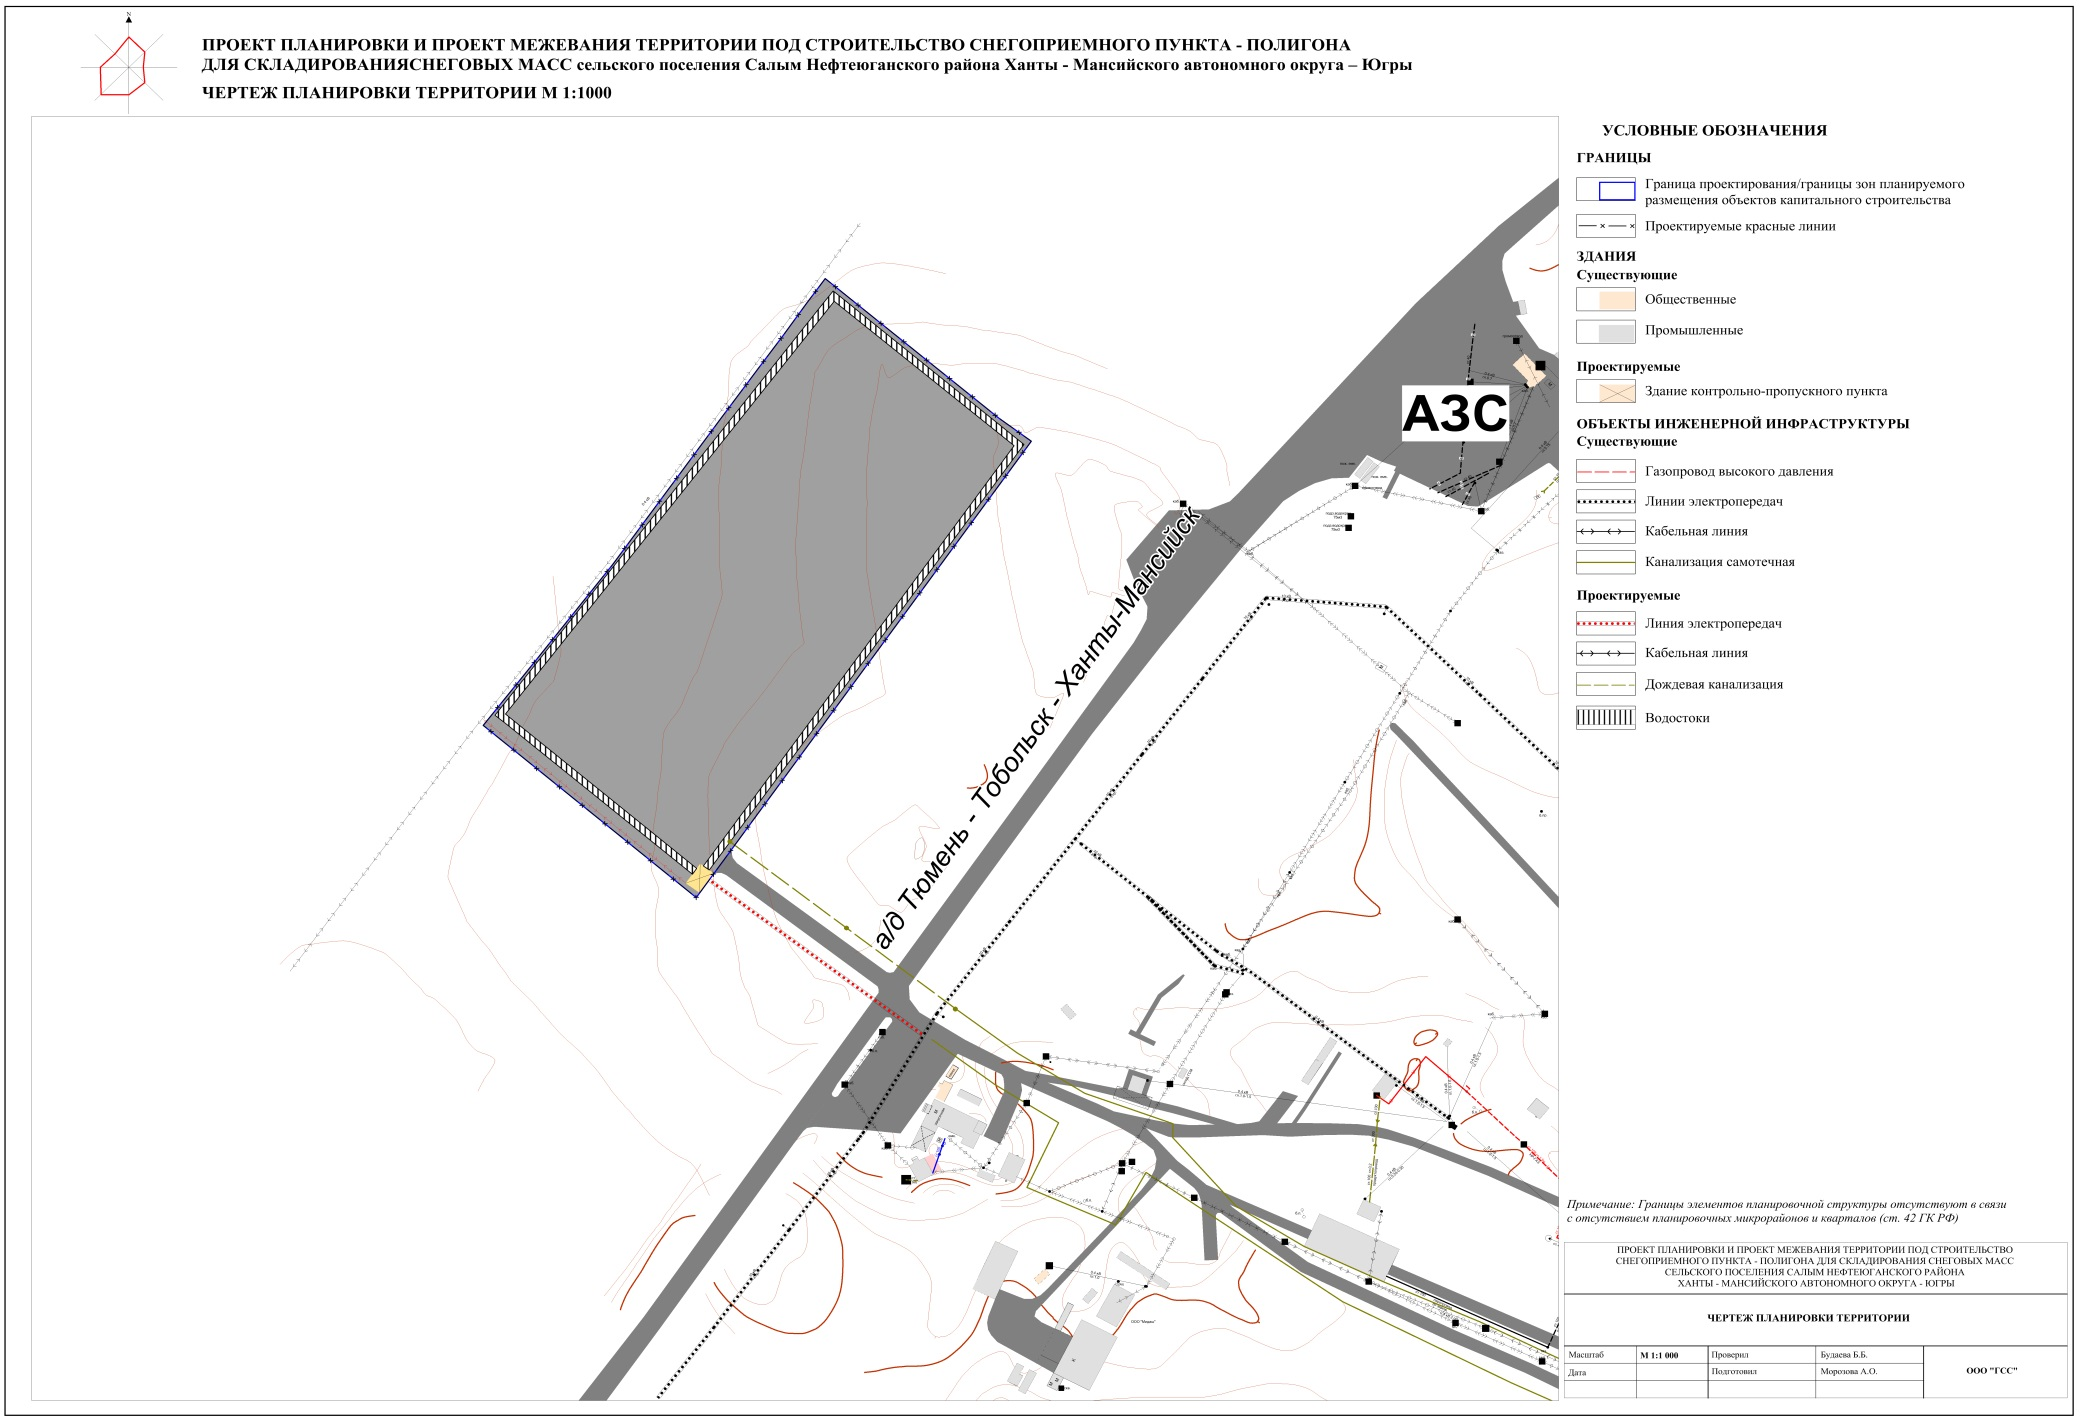 N
ПРОЕКТ ПЛАНИРОВКИ И ПРОЕКТ МЕЖЕВАНИЯ ТЕРРИТОРИИ ПОД СТРОИТЕЛЬСТВО СНЕГОПРИЕМНОГО ПУНКТА - ПОЛИГОНА
ДЛЯ СКЛАДИРОВАНИЯСНЕГОВЫХ МАСС сельского поселения Салым Нефтеюганского района Ханты - Мансийского автономного округа – Югры
ЧЕРТЕЖ ПЛАНИРОВКИ ТЕРРИТОРИИ М 1:1000
АЗС
а/д Тюмень - Тобольск - Ханты-Мансийск
ООО "Мираж"
УСЛОВНЫЕ ОБОЗНАЧЕНИЯ
ГРАНИЦЫ
Граница проектирования/границы зон планируемого
размещения объектов капитального строительства
Проектируемые красные линии
ЗДАНИЯ
Существующие
Общественные
Промышленные
Проектируемые
Здание контрольно-пропускного пункта
ОБЪЕКТЫ ИНЖЕНЕРНОЙ ИНФРАСТРУКТУРЫ
Существующие
Газопровод высокого давления
Линии электропередач
Кабельная линия
Канализация самотечная
Проектируемые
Линия электропередач
Кабельная линия
Дождевая канализация
Водостоки
Примечание: Границы элементов планировочной структуры отсутствуют в связи
с отсутствием планировочных микрорайонов и кварталов (ст. 42 ГК РФ)
ПРОЕКТ ПЛАНИРОВКИ И ПРОЕКТ МЕЖЕВАНИЯ ТЕРРИТОРИИ ПОД СТРОИТЕЛЬСТВО
СНЕГОПРИЕМНОГО ПУНКТА - ПОЛИГОНА ДЛЯ СКЛАДИРОВАНИЯ СНЕГОВЫХ МАСС
СЕЛЬСКОГО ПОСЕЛЕНИЯ САЛЫМ НЕФТЕЮГАНСКОГО РАЙОНА
ХАНТЫ - МАНСИЙСКОГО АВТОНОМНОГО ОКРУГА - ЮГРЫ
ЧЕРТЕЖ ПЛАНИРОВКИ ТЕРРИТОРИИ
Масштаб М 1:1 000 Проверил Будаева Б.Б.
Дата Подготовил Морозова А.О.
ООО "ГСС"